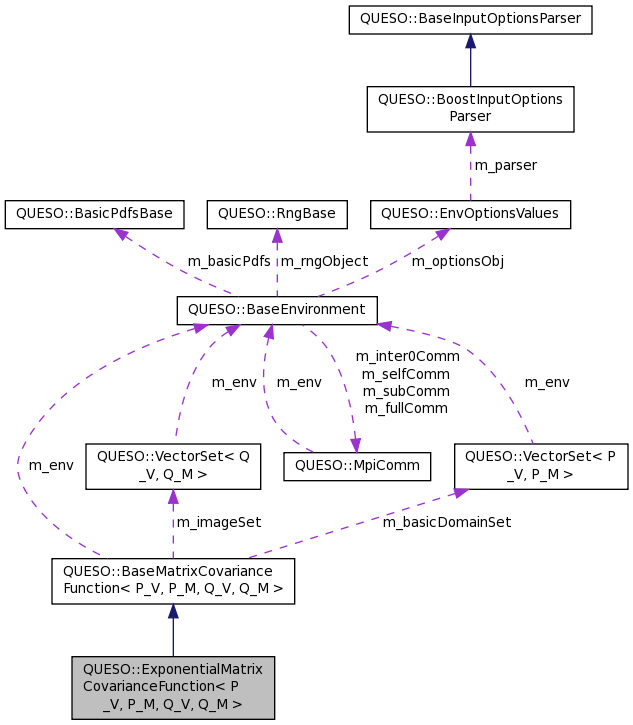 QUESO::BaseInputOptionsParser
QUESO::BoostInputOptions
Parser
m_parser
QUESO::BasicPdfsBase
QUESO::RngBase
QUESO::EnvOptionsValues
m_basicPdfs
m_rngObject
m_optionsObj
QUESO::BaseEnvironment
m_inter0Comm
m_selfComm
m_subComm
m_fullComm
m_env
m_env
m_env
m_env
QUESO::VectorSet< Q
_V, Q_M >
QUESO::MpiComm
QUESO::VectorSet< P
_V, P_M >
m_imageSet
m_basicDomainSet
QUESO::BaseMatrixCovariance
Function< P_V, P_M, Q_V, Q_M >
QUESO::ExponentialMatrix
CovarianceFunction< P
_V, P_M, Q_V, Q_M >